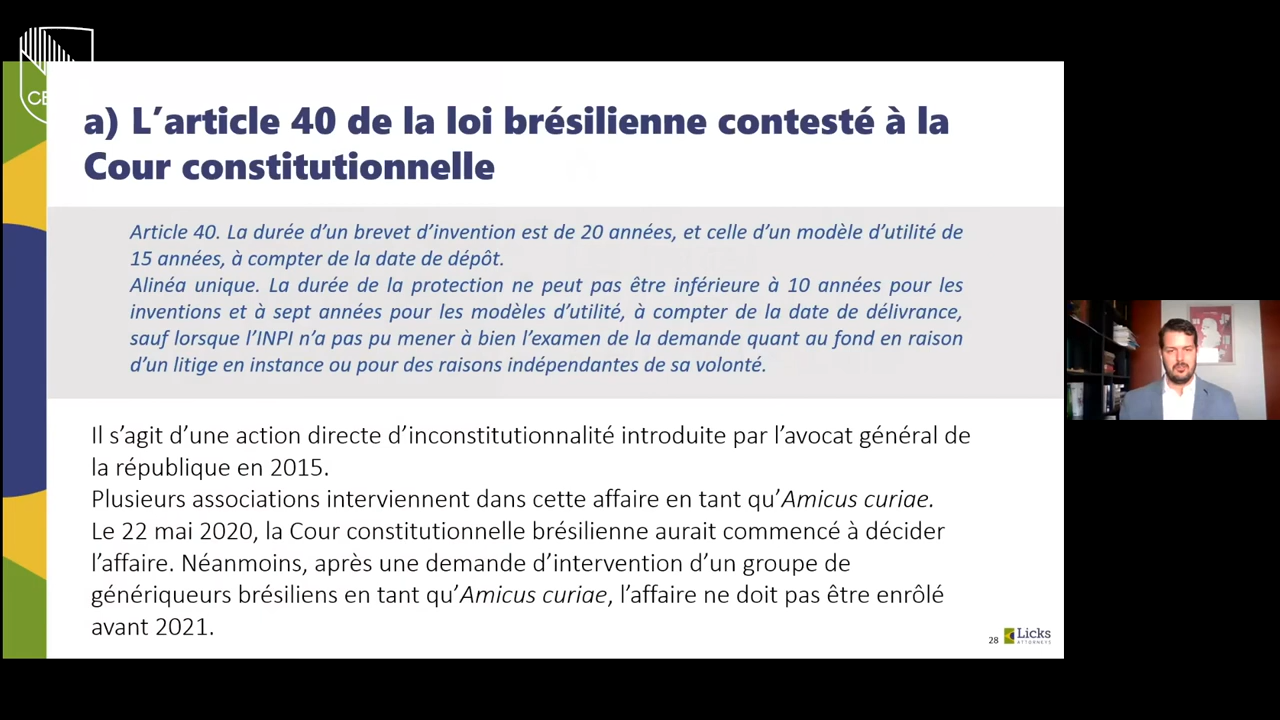 a) L’article 40 de la loi brésilienne contesté à la
Cour constitutionnelle
Article 40. La durée d’un brevet d’invention est de 20 années, et celle d’un modèle d’utilité de
15 années, à compter de la date de dépôt.
Alinéa unique. La durée de la protection ne peut pas être inférieure à 10 années pour les
inventions et à sept années pour les modèles d’utilité, à compter de la date de délivrance,
sauf lorsque l’INPI n’a pas pu mener à bien l’examen de la demande quant au fond en raison
d’un litige en instance ou pour des raisons indépendantes de sa volonté.
Il s’agit d’une action directe d’inconstitutionnalité introduite par l’avocat général de
la république en 2015.
Plusieurs associations interviennent dans cette affaire en tant qu’Amicus curiae.
Le 22 mai 2020, la Cour constitutionnelle brésilienne aurait commencé à décider
l’affaire. Néanmoins, après une demande d’intervention d’un groupe de
génériqueurs brésiliens en tant qu’Amicus curiae, l’affaire ne doit pas être enrôlé
avant 2021.
28
Licks
ATTORNEYS